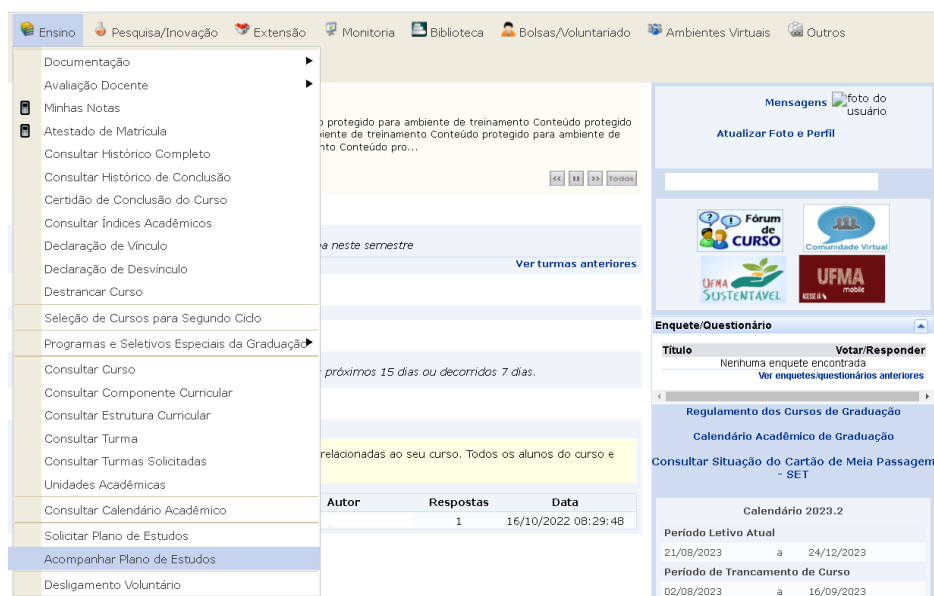 Ensino Pesquisa/Inovação Extensão Monitoria Biblioteca Bolsas/Voluntariado Ambientes Virtuais Outros
Documentação
Avaliação Docente
Minhas Notas
Atestado de Matrícula
Consultar Histórico Completo
Consultar Histórico de Conclusão
Certidão de Conclusão do Curso
Consultar Índices Acadêmicos
Declaração de Vínculo
Declaração de Desvínculo
Destrancar Curso
Seleção de Cursos para Segundo Ciclo
Programas e Seletivos Especiais da Graduação
Consultar Curso
Consultar Componente Curricular
Consultar Estrutura Curricular
Consultar Turma
Consultar Turmas Solicitadas
Unidades Acadêmicas
Consultar Calendário Acadêmico
Solicitar Plano de Estudos
Acompanhar Plano de Estudos
Desligamento Voluntário
protegido para ambiente de treinamento Conteúdo protegido
de treinamento Conteúdo protegido para ambiente de
Conteúdo pro...
<< >> Todas
neste semestre
Ver turmas anteriores
próximos 15 dias ou decorridos 7 dias.
relacionadas ao seu curso. Todos os alunos do curso e
Autor Respostas Data
1 16/10/2022 08:29:48
Mensagens
foto do
usuário
Atualizar Foto e Perfil
Fórum
de
CURSO
Comunidade Virtual
UFMA
SUSTENTÁVEL
UFMA
mobile
ACESSE JÁ
Enquete/Questionário
Título Votar/Responder
Nenhuma enquete encontrada
Ver enquetes/questionários anteriores
Regulamento dos Cursos de Graduação
Calendário Acadêmico de Graduação
Consultar Situação do Cartão de Meia Passagem
- SET
Calendário 2023.2
Período Letivo Atual
21/08/2023 a 24/12/2023
Período de Trancamento de Curso
02/08/2023 a 16/09/2023